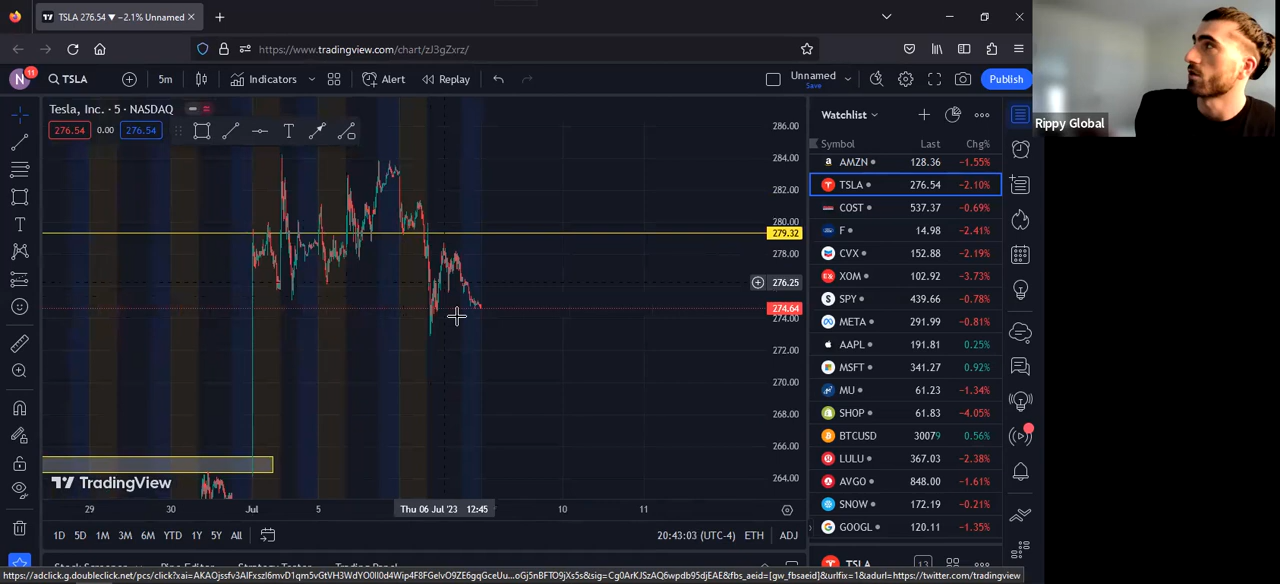 TSLA 276.54 ▼ −2.1% Unnamed
https://www.tradingview.com/chart/zJ3gZxrz/
N 11 TSLA 5m Indicators Alert Replay Unnamed Save Publish
Rippy Global
Tesla, Inc. · 5 · NASDAQ
276.54 0.00 276.54
286.00
284.00
282.00
280.00
279.32
278.00
276.25
274.64
274.00
272.00
270.00
268.00
266.00
264.00
TradingView
29 30 Jul 5 Thu 06 Jul '23 12:45 10 11
1D 5D 1M 3M 6M YTD 1Y 5Y All 20:43:03 (UTC-4) ETH ADJ
Watchlist
Symbol Last Chg%
AMZN 128.36 −1.55%
TSLA 276.54 −2.10%
COST 537.37 −0.69%
F 14.98 −2.41%
CVX 152.88 −2.19%
XOM 102.92 −3.73%
SPY 439.66 −0.78%
META 291.99 −0.81%
AAPL 191.81 0.25%
MSFT 341.27 0.92%
MU 61.23 −1.34%
SHOP 61.83 −4.05%
BTCUSD 30079 0.56%
LULU 367.03 −2.38%
AVGO 848.00 −1.61%
SNOW 172.19 −0.21%
GOOGL 120.11 −1.35%
TSLA